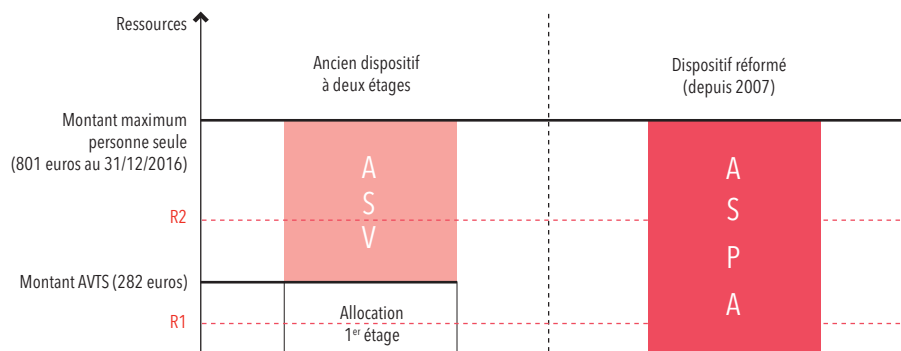 Ressources
Ancien dispositif
à deux étages
Dispositif réformé
(depuis 2007)
Montant maximum
personne seule
(801 euros au 31/12/2016)
A
S
V
A
S
P
A
R2
Montant AVTS (282 euros)
R1
Allocation
1er étage